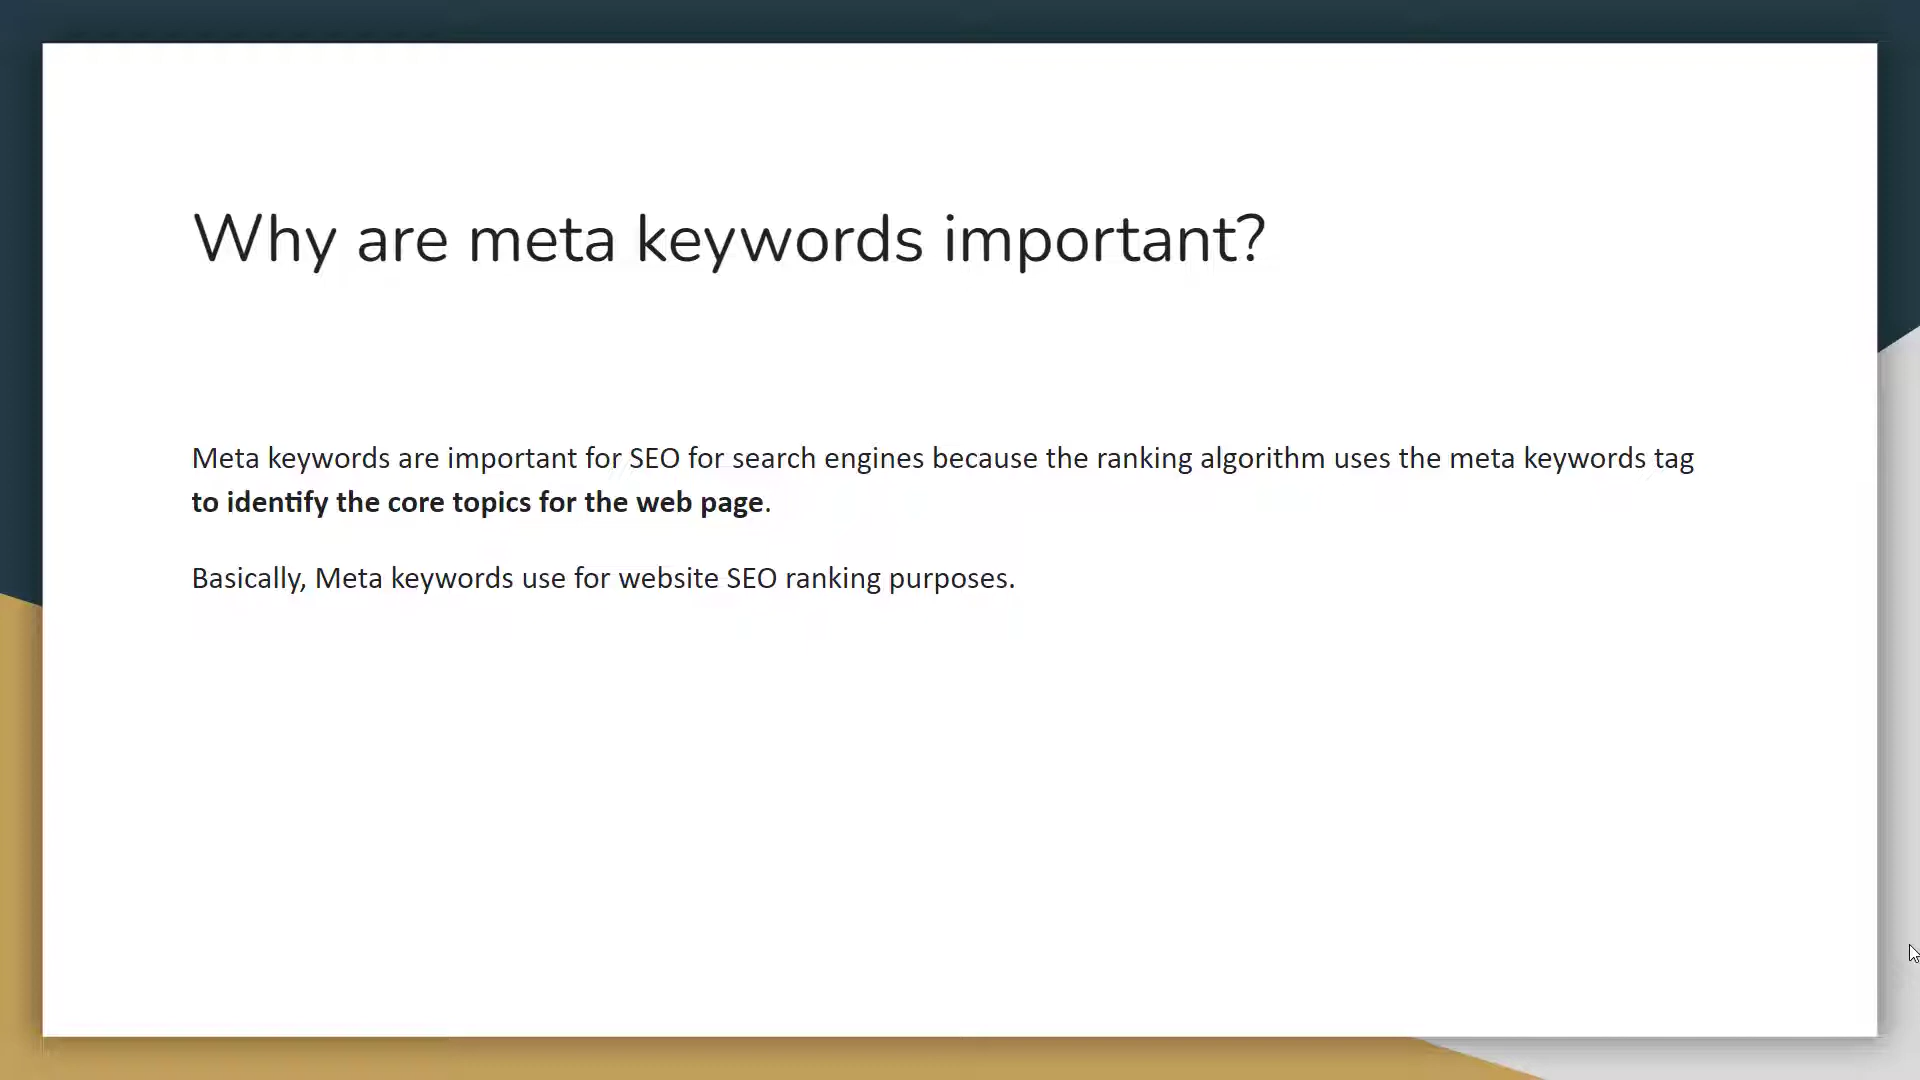 Why are meta keywords important?
Meta keywords are important for SEO for search engines because the ranking algorithm uses the meta keywords tag
to identify the core topics for the web page.
Basically, Meta keywords use for website SEO ranking purposes.